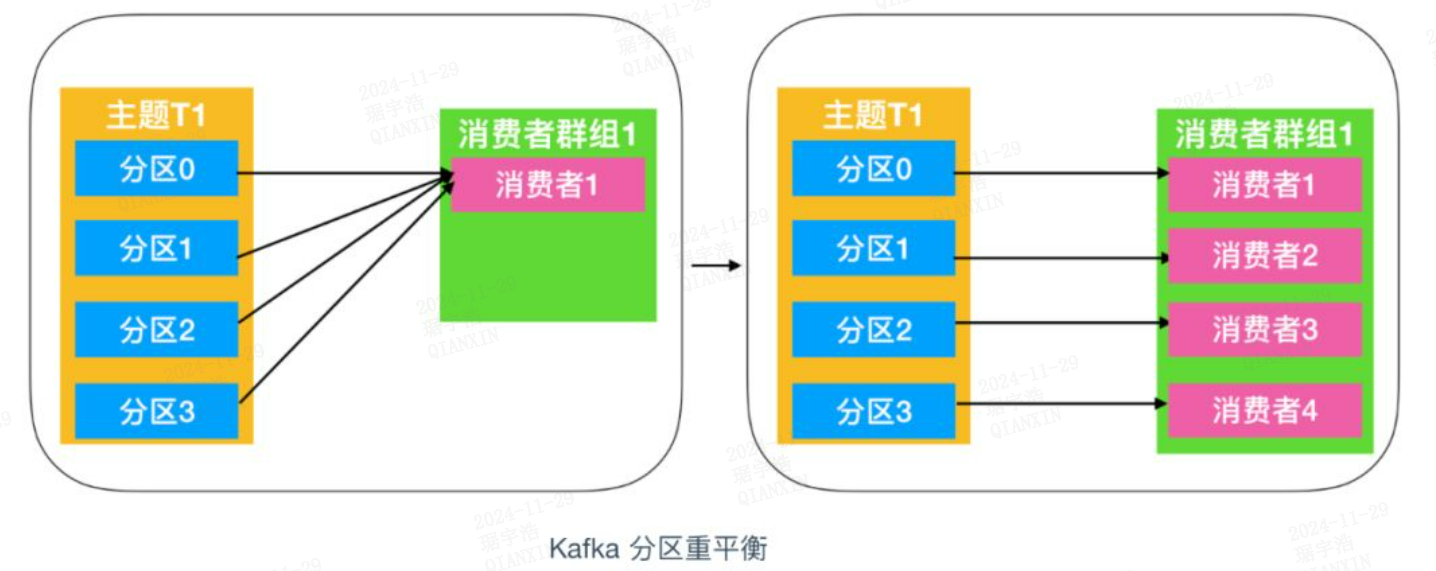 主题T1
分区0
分区1
分区2
分区3
消费者群组1
消费者1
主题T1
分区0
分区1
分区2
分区3
消费者群组1
消费者1
消费者2
消费者3
消费者4
Kafka 分区重平衡
2024-11-29
琚宇浩
QIANXIN